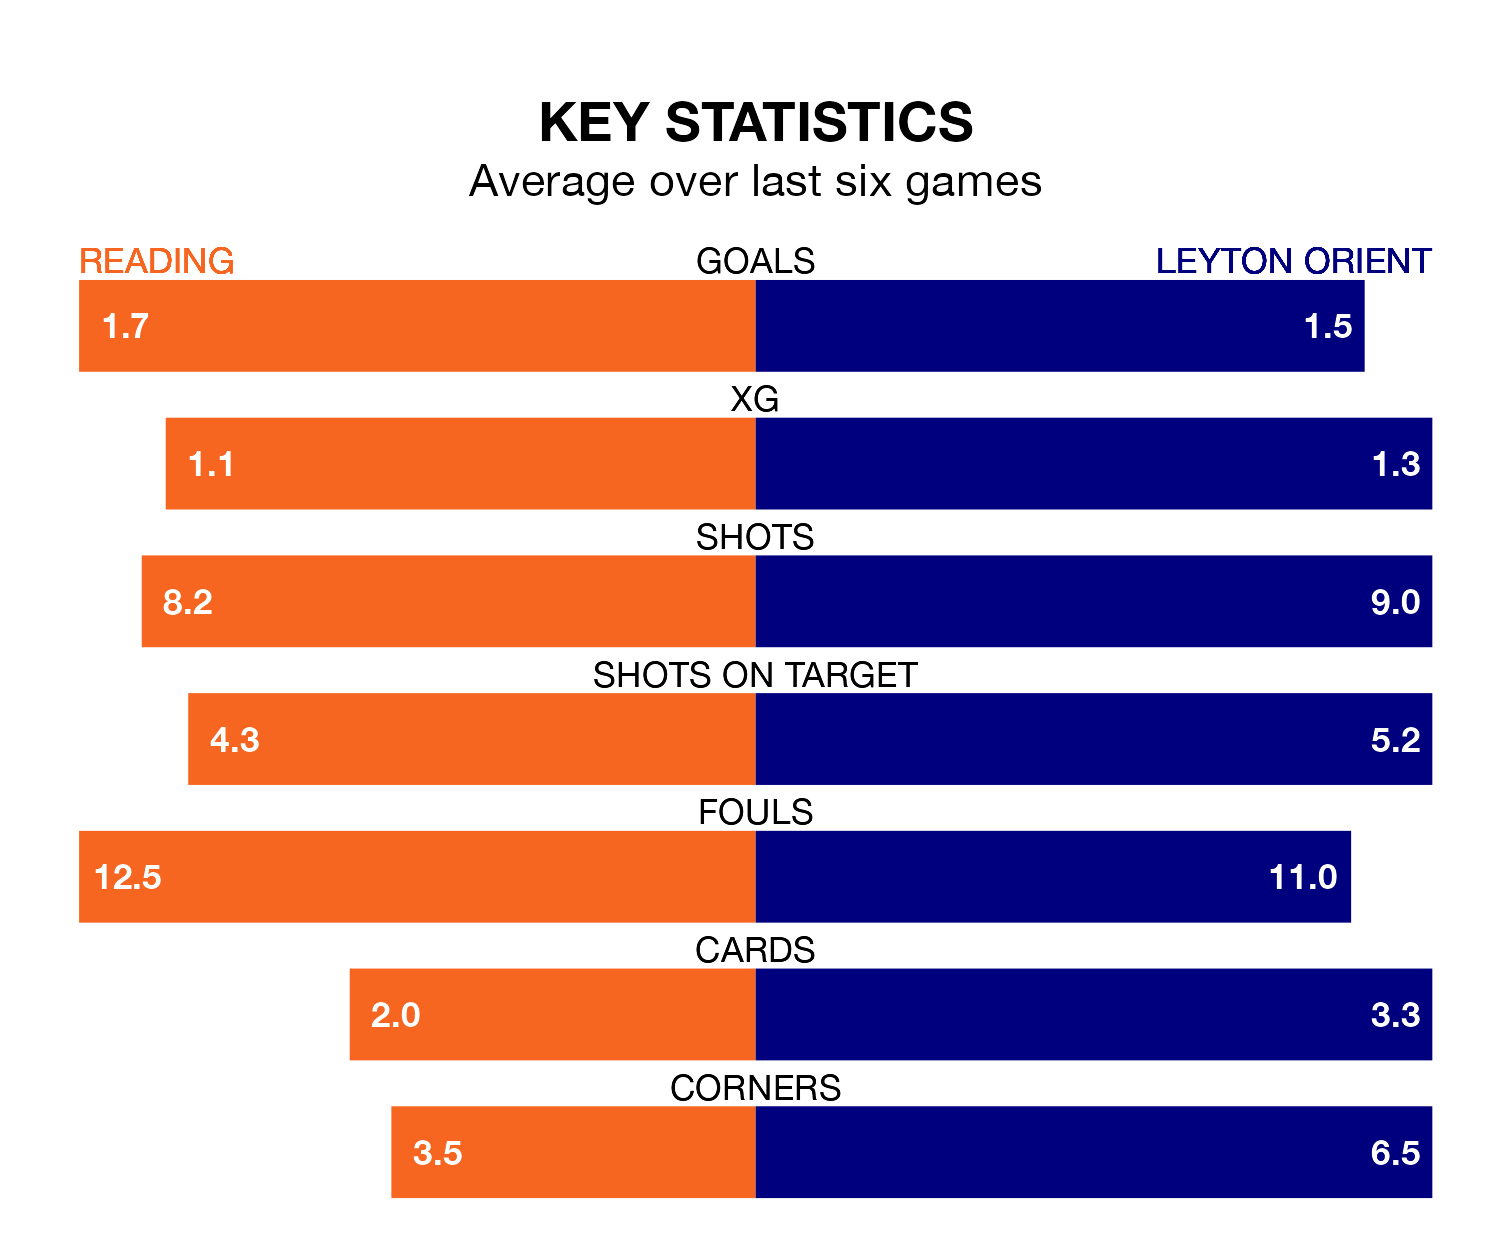 KEY STATISTICS
Average over last six games
READING GOALS LEYTON ORIENT
1.7 1.5
XG
1.1 1.3
SHOTS
8.2 9.0
SHOTS ON TARGET
4.3 5.2
FOULS
12.5 11.0
CARDS
2.0 3.3
CORNERS
3.5 6.5